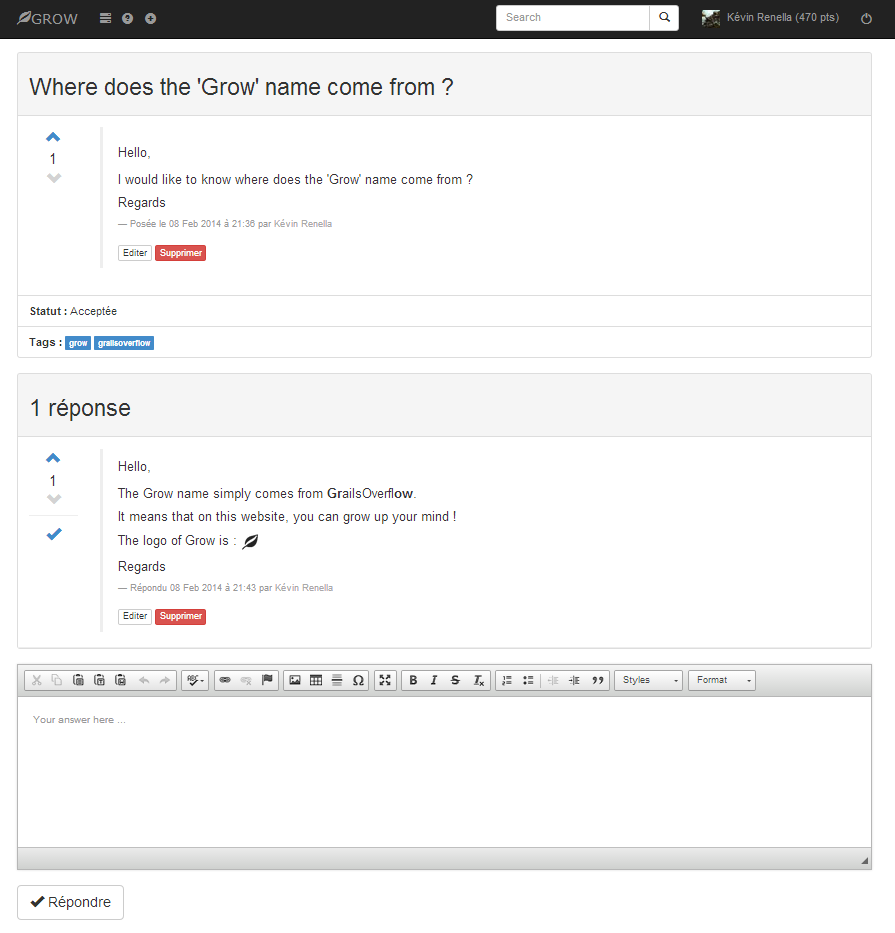 GROW
Search
Kévin Renella (470 pts)
Where does the 'Grow' name come from ?
1
Hello,
I would like to know where does the 'Grow' name come from ?
Regards
— Posée le 08 Feb 2014 à 21:36 par Kévin Renella
Editer Supprimer
Statut : Acceptée
Tags : grow grailsoverflow
1 réponse
1
Hello,
The Grow name simply comes from GrailsOverflow.
It means that on this website, you can grow up your mind !
The logo of Grow is :
Regards
— Répondu 08 Feb 2014 à 21:43 par Kévin Renella
Editer Supprimer
ABC Ω B I S Tx Styles Format
Your answer here ...
Répondre